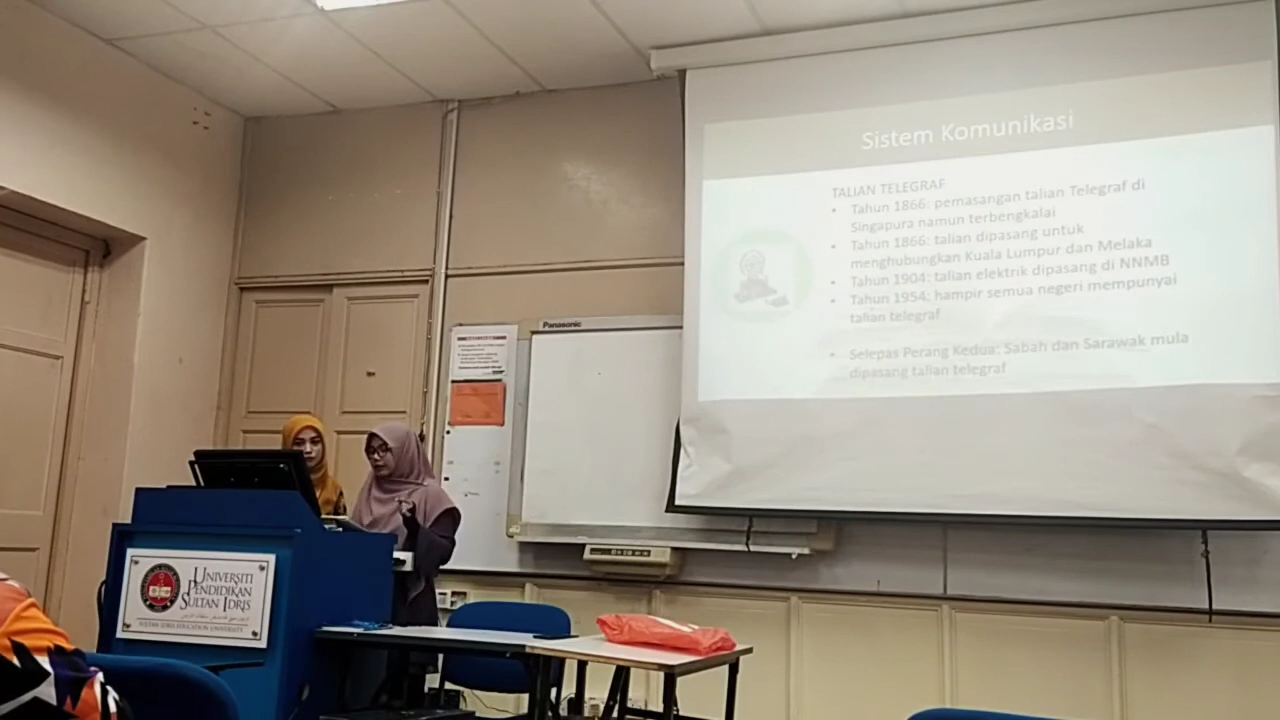 Sistem Komunikasi
TALIAN TELEGRAF
• Tahun 1866: pemasangan talian Telegraf di
Singapura namun terbengkalai
• Tahun 1866: talian dipasang untuk
menghubungkan Kuala Lumpur dan Melaka
• Tahun 1904: talian elektrik dipasang di NNMB
• Tahun 1954: hampir semua negeri mempunyai
talian telegraf
• Selepas Perang Kedua: Sabah dan Sarawak mula
dipasang talian telegraf
Panasonic
UNIVERSITI
PENDIDIKAN
SULTAN IDRIS
SULTAN IDRIS EDUCATION UNIVERSITY